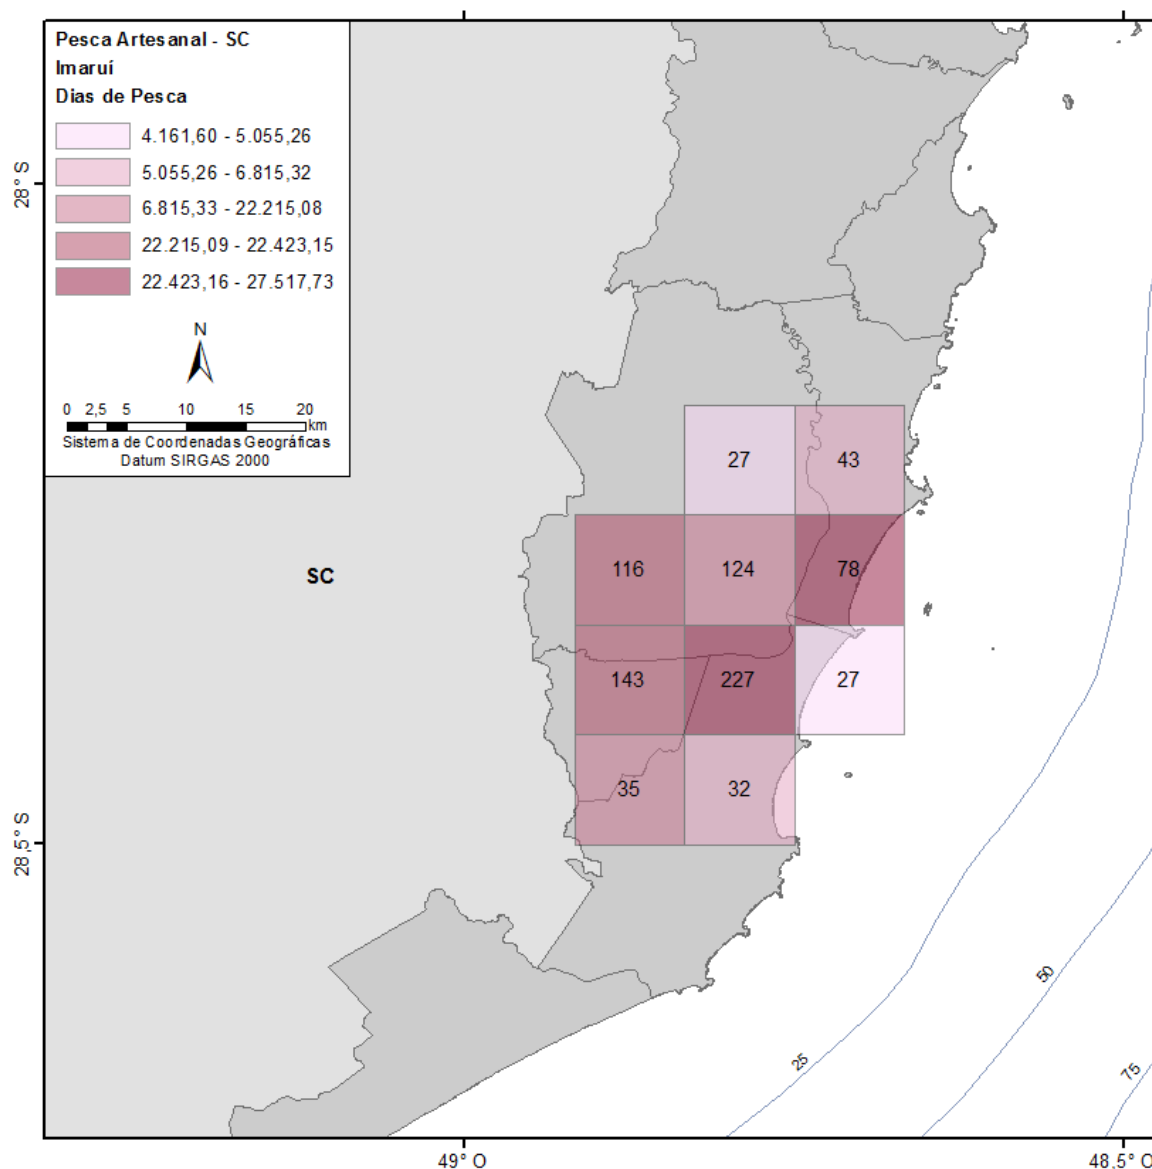 Pesca Artesanal - SC
Imaruí
Dias de Pesca
4.161,60 - 5.055,26
5.055,26 - 6.815,32
6.815,33 - 22.215,08
22.215,09 - 22.423,15
22.423,16 - 27.517,73
N
0 2,5 5 10 15 20
km
Sistema de Coordenadas Geográficas
Datum SIRGAS 2000
28° S
27 43
SC
116 124 78
143 227 27
35 32
28,5° S
25
50
75
49° O
48,5° O